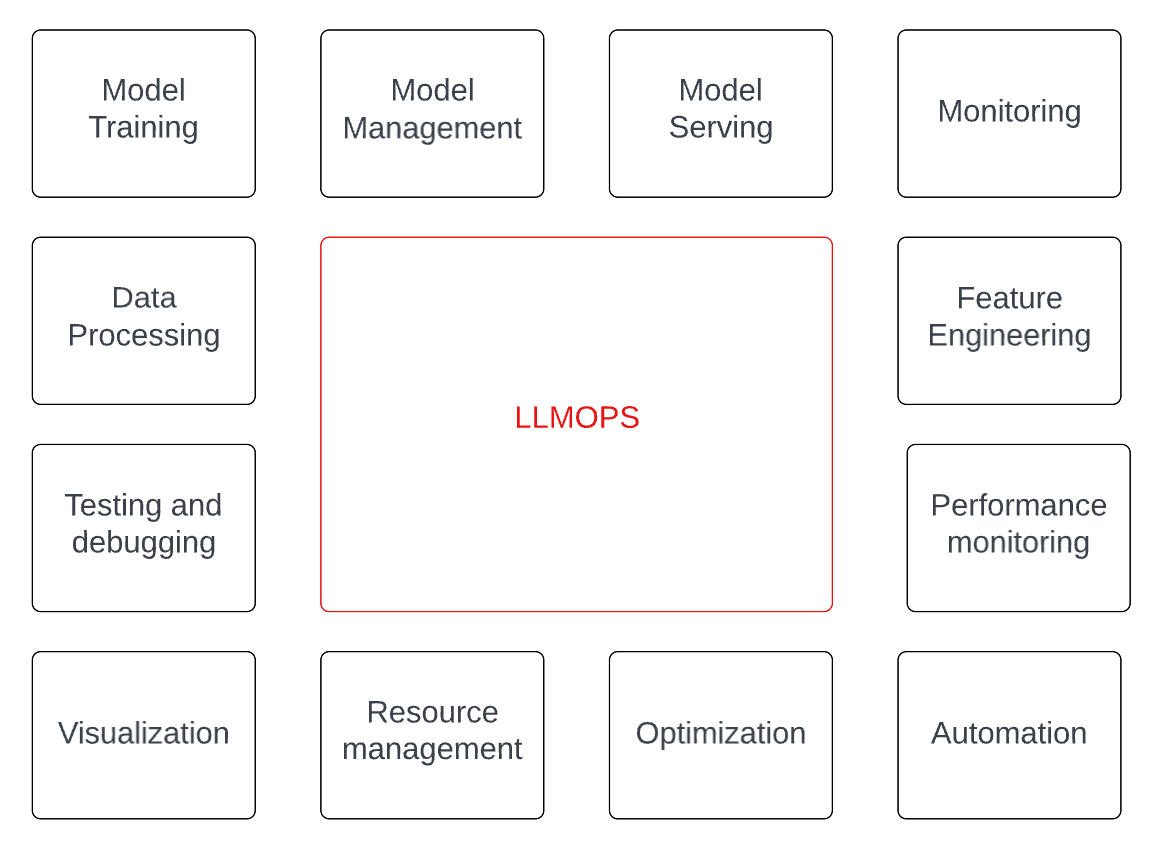 Model
Training
Model
Management
Model
Serving
Monitoring
Data
Processing
LLMOPS
Feature
Engineering
Testing and
debugging
Performance
monitoring
Visualization
Resource
management
Optimization
Automation